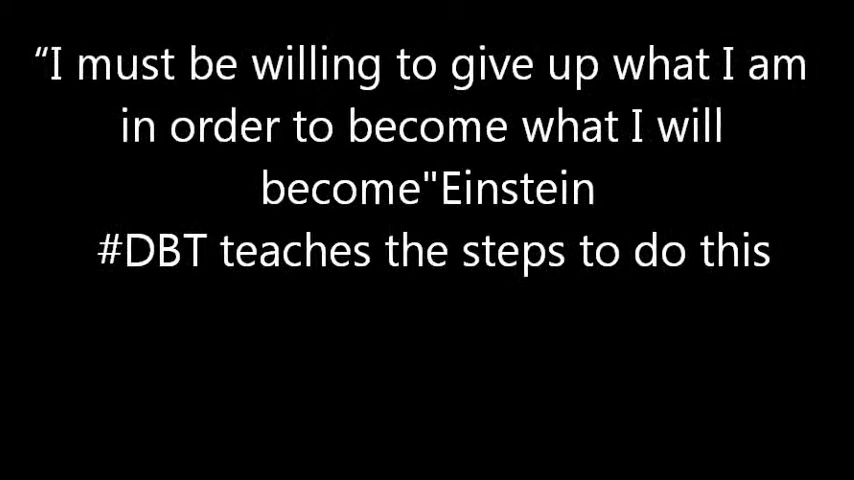 “I must be willing to give up what I am
in order to become what I will
become"Einstein
#DBT teaches the steps to do this